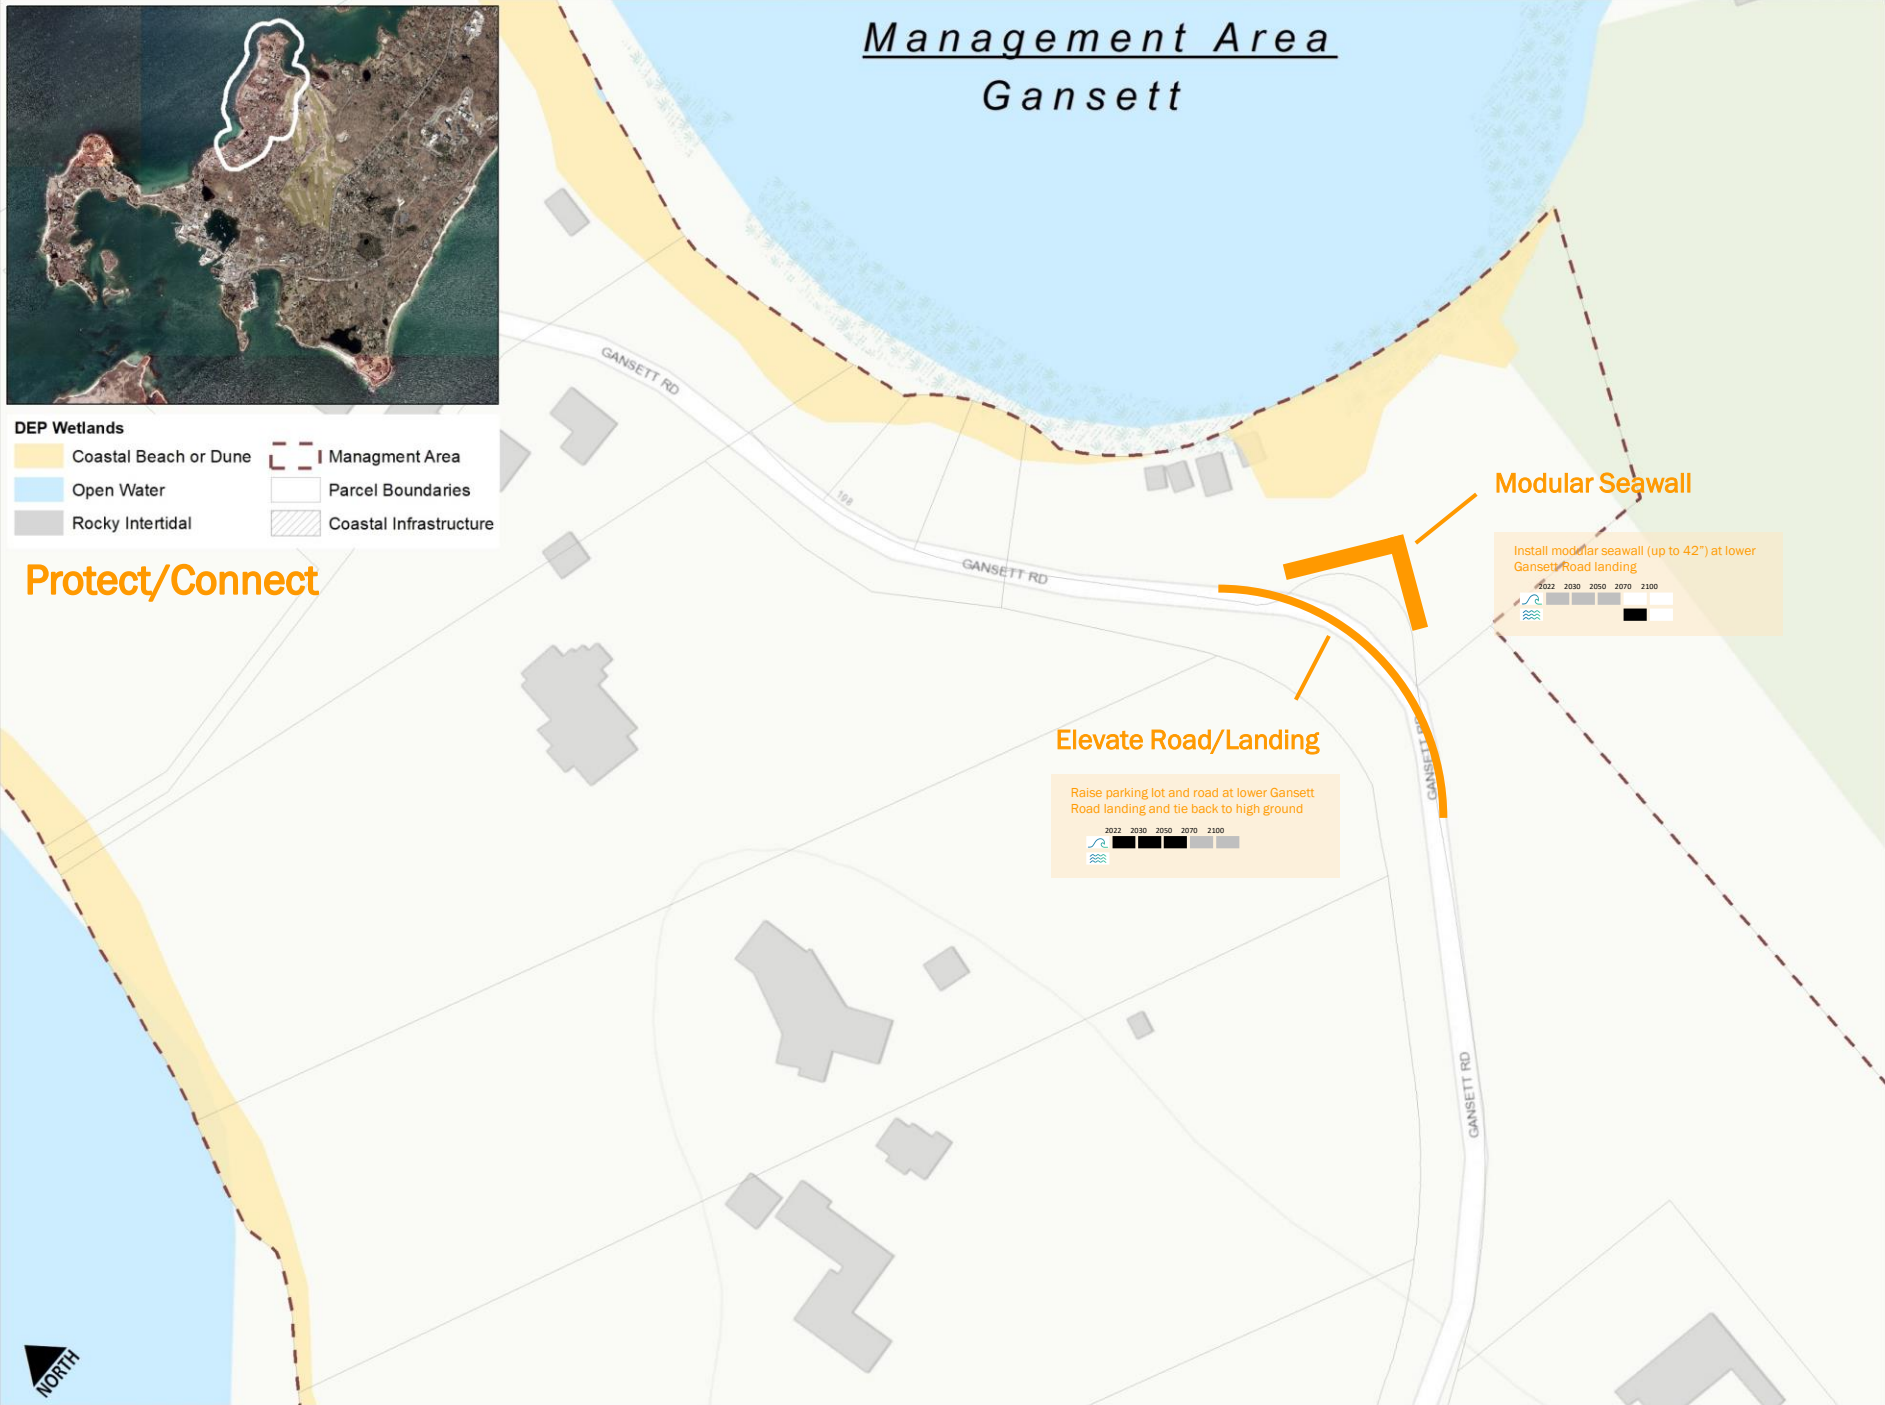 Management Area
Gansett
DEP Wetlands
Coastal Beach or Dune
Managment Area
Open Water
Parcel Boundaries
Rocky Intertidal
Coastal Infrastructure
Protect/Connect
GANSETT RD
198
GANSETT RD
Modular Seawall
Install modular seawall (up to 42") at lower
Gansett Road landing
2022 2030 2050 2070 2100
Elevate Road/Landing
Raise parking lot and road at lower Gansett
Road landing and tie back to high ground
2022 2030 2050 2070 2100
GANSETT RD
GANSETT RD
NORTH